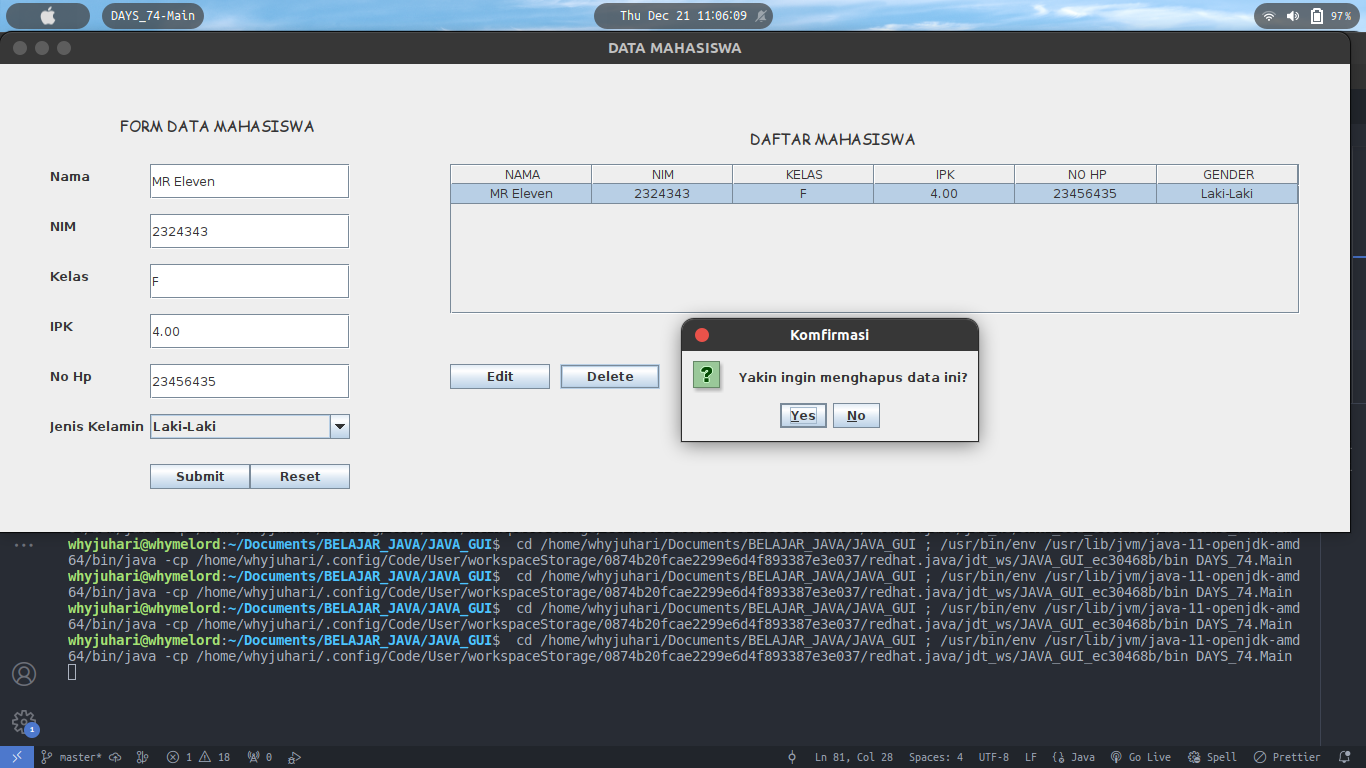 DAYS_74-Main
Thu Dec 21 11:06:09
97%
DATA MAHASISWA
FORM DATA MAHASISWA
Nama MR Eleven
NIM 2324343
Kelas F
IPK 4.00
No Hp 23456435
Jenis Kelamin Laki-Laki
Submit Reset
DAFTAR MAHASISWA
NAMA NIM KELAS IPK NO HP GENDER
MR Eleven 2324343 F 4.00 23456435 Laki-Laki
Edit Delete
Komfirmasi
? Yakin ingin menghapus data ini?
Yes No
whyjuhari@whymelord:~/Documents/BELAJAR_JAVA/JAVA_GUI$ cd /home/whyjuhari/Documents/BELAJAR_JAVA/JAVA_GUI ; /usr/bin/env /usr/lib/jvm/java-11-openjdk-amd
64/bin/java -cp /home/whyjuhari/.config/Code/User/workspaceStorage/0874b20fcae2299e6d4f893387e3e037/redhat.java/jdt_ws/JAVA_GUI_ec30468b/bin DAYS_74.Main
whyjuhari@whymelord:~/Documents/BELAJAR_JAVA/JAVA_GUI$ cd /home/whyjuhari/Documents/BELAJAR_JAVA/JAVA_GUI ; /usr/bin/env /usr/lib/jvm/java-11-openjdk-amd
64/bin/java -cp /home/whyjuhari/.config/Code/User/workspaceStorage/0874b20fcae2299e6d4f893387e3e037/redhat.java/jdt_ws/JAVA_GUI_ec30468b/bin DAYS_74.Main
whyjuhari@whymelord:~/Documents/BELAJAR_JAVA/JAVA_GUI$ cd /home/whyjuhari/Documents/BELAJAR_JAVA/JAVA_GUI ; /usr/bin/env /usr/lib/jvm/java-11-openjdk-amd
64/bin/java -cp /home/whyjuhari/.config/Code/User/workspaceStorage/0874b20fcae2299e6d4f893387e3e037/redhat.java/jdt_ws/JAVA_GUI_ec30468b/bin DAYS_74.Main
whyjuhari@whymelord:~/Documents/BELAJAR_JAVA/JAVA_GUI$ cd /home/whyjuhari/Documents/BELAJAR_JAVA/JAVA_GUI ; /usr/bin/env /usr/lib/jvm/java-11-openjdk-amd
64/bin/java -cp /home/whyjuhari/.config/Code/User/workspaceStorage/0874b20fcae2299e6d4f893387e3e037/redhat.java/jdt_ws/JAVA_GUI_ec30468b/bin DAYS_74.Main
1
master* 1 18 0 Ln 81, Col 28 Spaces: 4 UTF-8 LF {} Java Go Live Spell Prettier